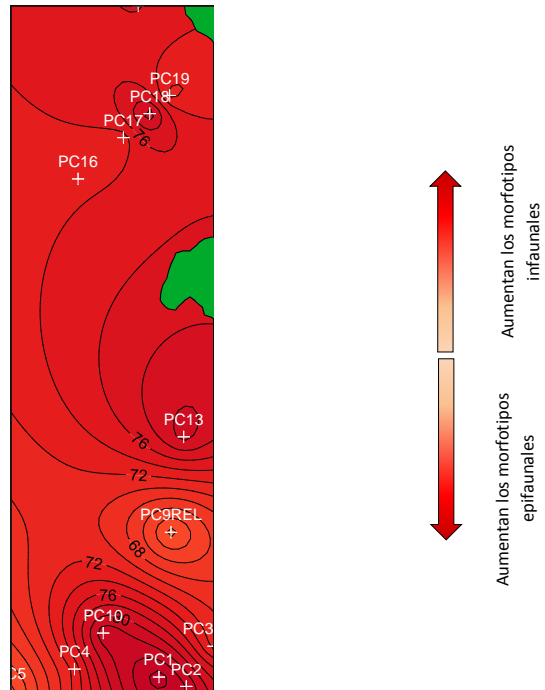 PC19
PC18
PC17
76
PC16
PC13
76
72
PC9REL
68
72
76
PC10
PC3
PC4
PC1
PC2
Aumentan los morfotipos
infaunales
Aumentan los morfotipos
epifaunales